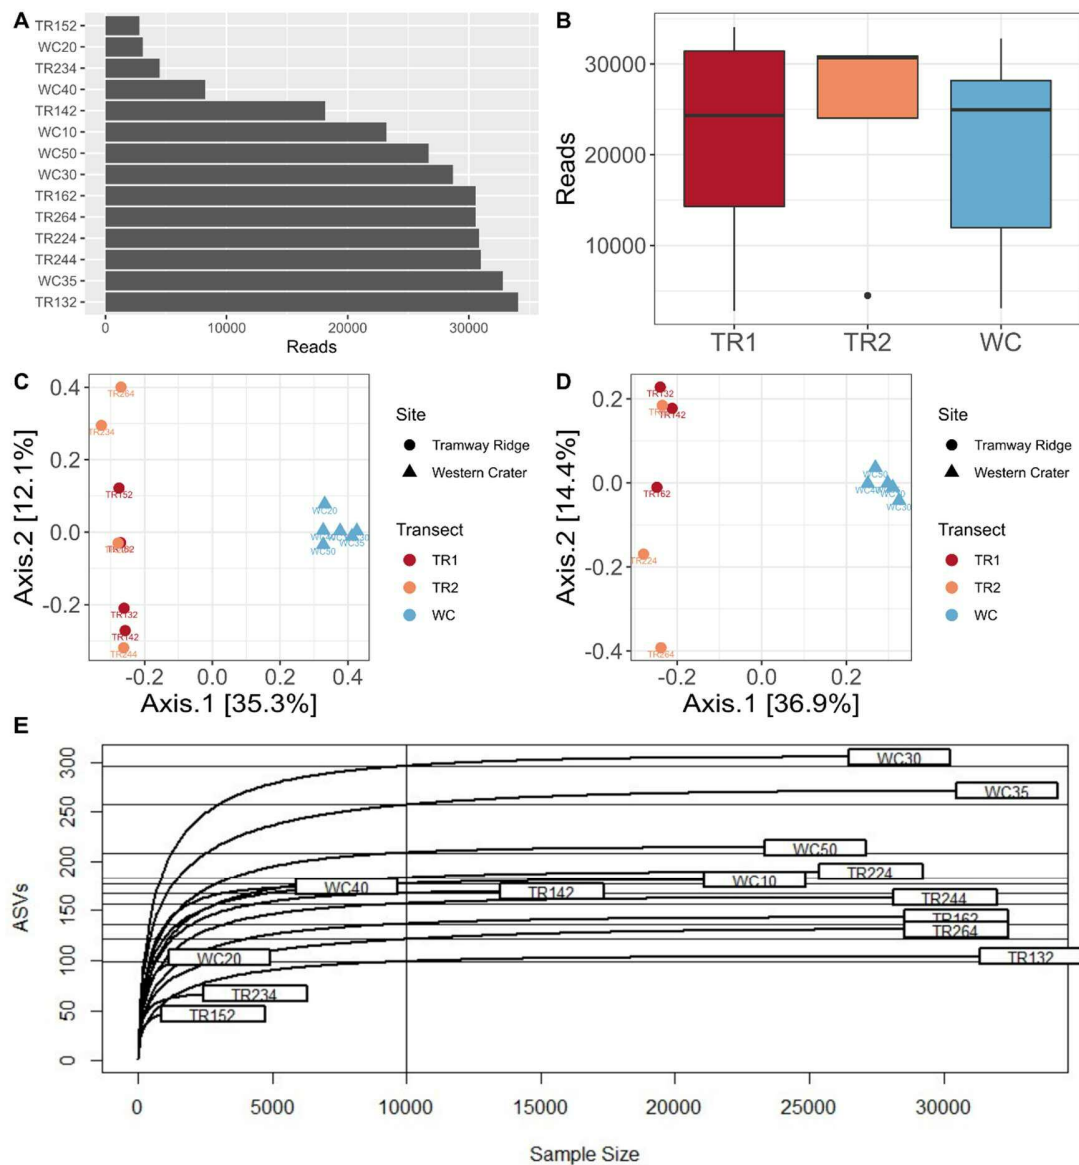 A
TR152
WC20
TR234
WC40
TR142
WC10
WC50
WC30
TR162
TR264
TR224
TR244
WC35
TR132
0 10000 20000 30000
Reads
B
Reads
30000
20000
10000
TR1 TR2 WC
C
Axis.2 [12.1%]
0.4
0.2
0.0
-0.2
TR264
TR234
TR152
TR132
TR142
TR244
WC20
WC35
WC50
-0.2 0.0 0.2 0.4
Axis.1 [35.3%]
Site
Tramway Ridge
Western Crater
Transect
TR1
TR2
WC
D
Axis.2 [14.4%]
0.2
0.0
-0.2
-0.4
TR132
TR142
TR162
TR224
TR264
WC50
WC40
WC30
-0.2 0.0 0.2
Axis.1 [36.9%]
Site
Tramway Ridge
Western Crater
Transect
TR1
TR2
WC
E
ASVs
300
250
200
150
100
50
0
WC30
WC35
WC50
TR224
WC10
WC40
TR142
TR244
TR162
TR264
WC20
TR132
TR234
TR152
0 5000 10000 15000 20000 25000 30000
Sample Size